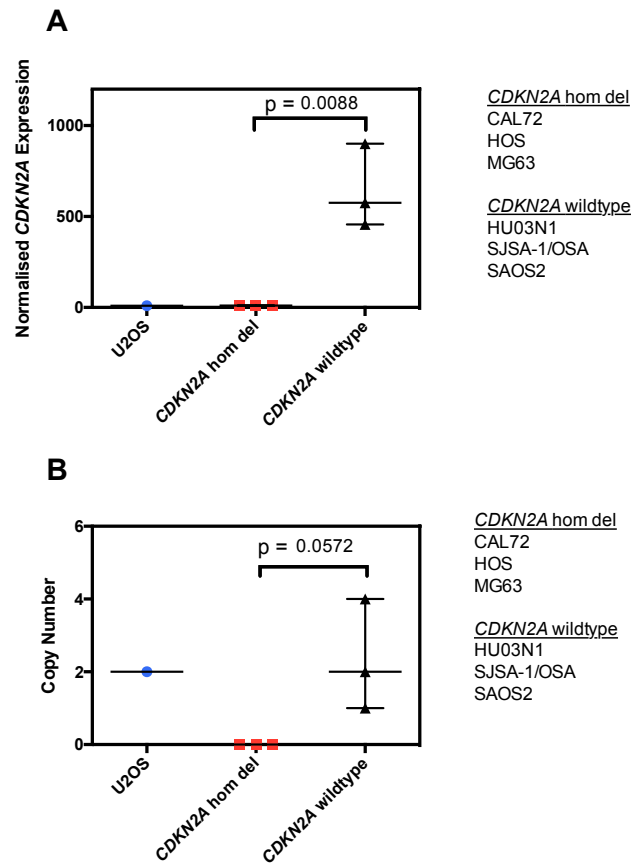 A
Normalised CDKN2A Expression
1000
500
0
p = 0.0088
U2OS
CDKN2A hom del
CDKN2A wildtype
CDKN2A hom del
CAL72
HOS
MG63
CDKN2A wildtype
HU03N1
SJSA-1/OSA
SAOS2
B
Copy Number
6
4
2
0
p = 0.0572
U2OS
CDKN2A hom del
CDKN2A wildtype
CDKN2A hom del
CAL72
HOS
MG63
CDKN2A wildtype
HU03N1
SJSA-1/OSA
SAOS2